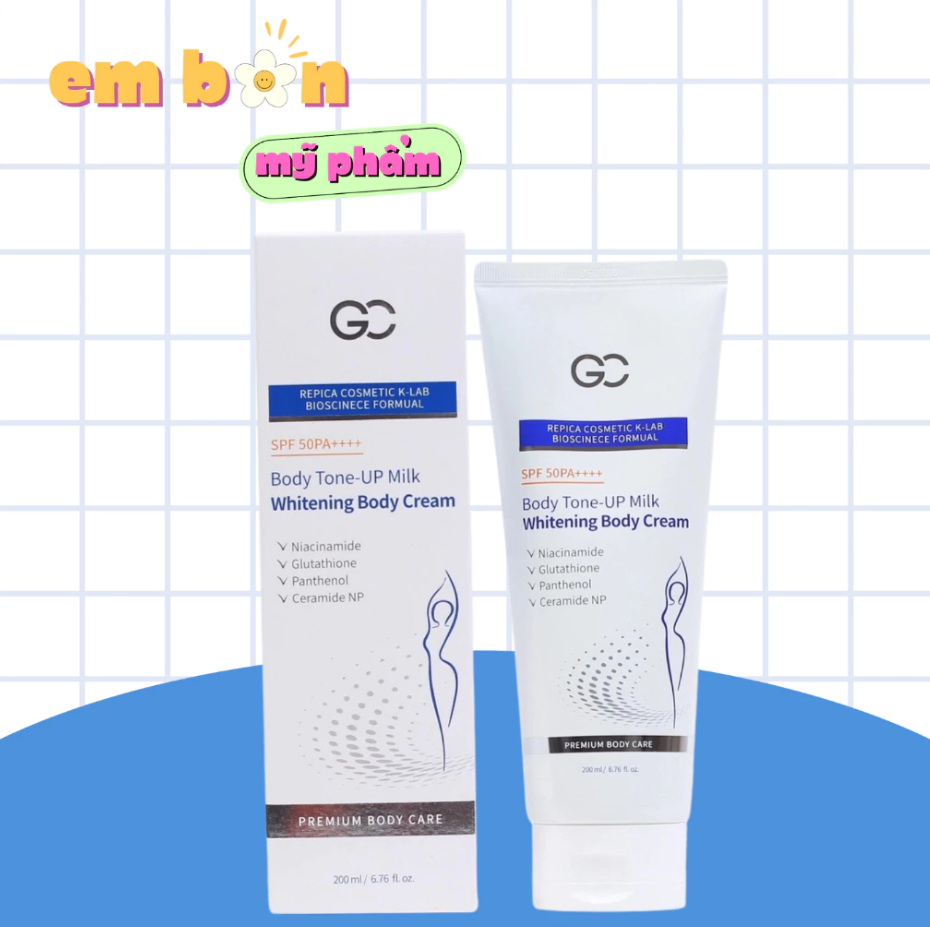 em bon
mỹ phẩm
GC
REPICA COSMETIC K-LAB
BIOSCINECE FORMUAL
SPF 50PA++++
Body Tone-UP Milk
Whitening Body Cream
Niacinamide
Glutathione
Panthenol
Ceramide NP
PREMIUM BODY CARE
200 ml / 6.76 fl. oz.
GC
REPICA COSMETIC K-LAB
BIOSCINECE FORMUAL
SPF 50PA++++
Body Tone-UP Milk
Whitening Body Cream
Niacinamide
Glutathione
Panthenol
Ceramide NP
PREMIUM BODY CARE
200 ml / 6.76 fl. oz.